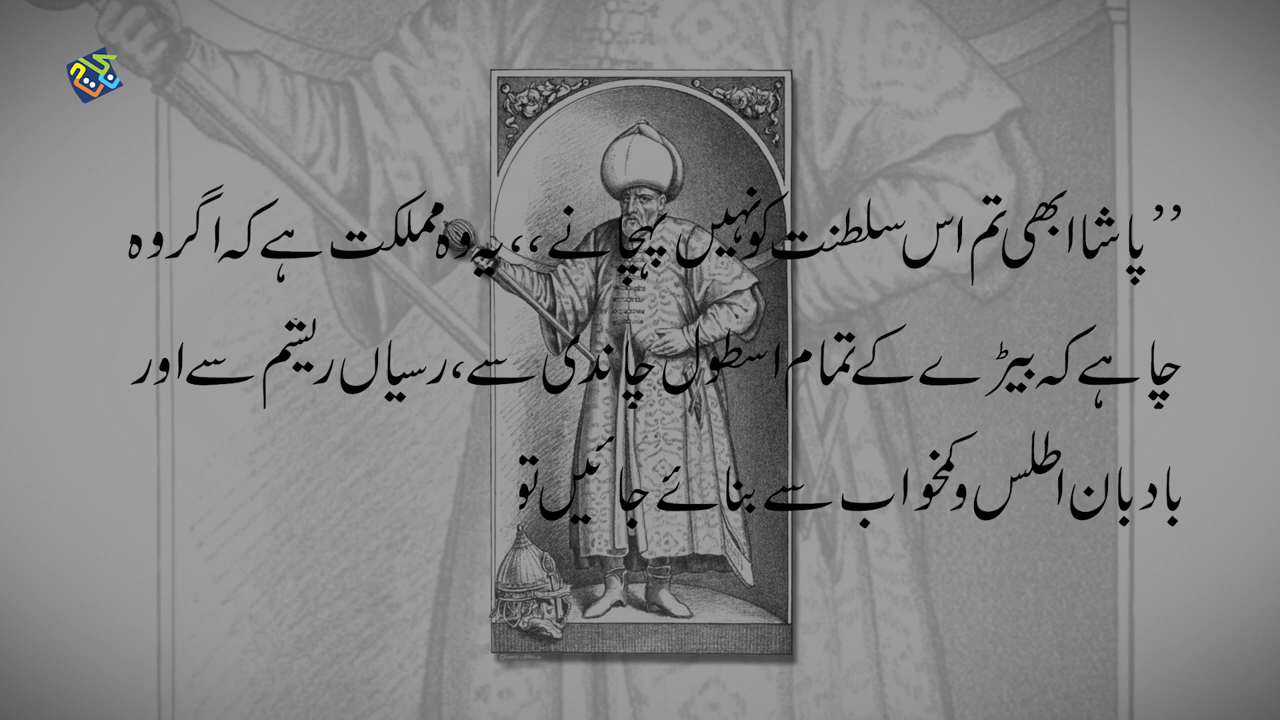 ’’پاشا ابھی تم اس سلطنت کو نہیں پہچانے،، یہ وہ مملکت ہے کہ اگر وہ
چاہے کہ بیڑے کے تمام اسطول چاندی سے، رسیاں ریشم سے اور
بادبان اطلس و کمخواب سے بنائے جائیں تو